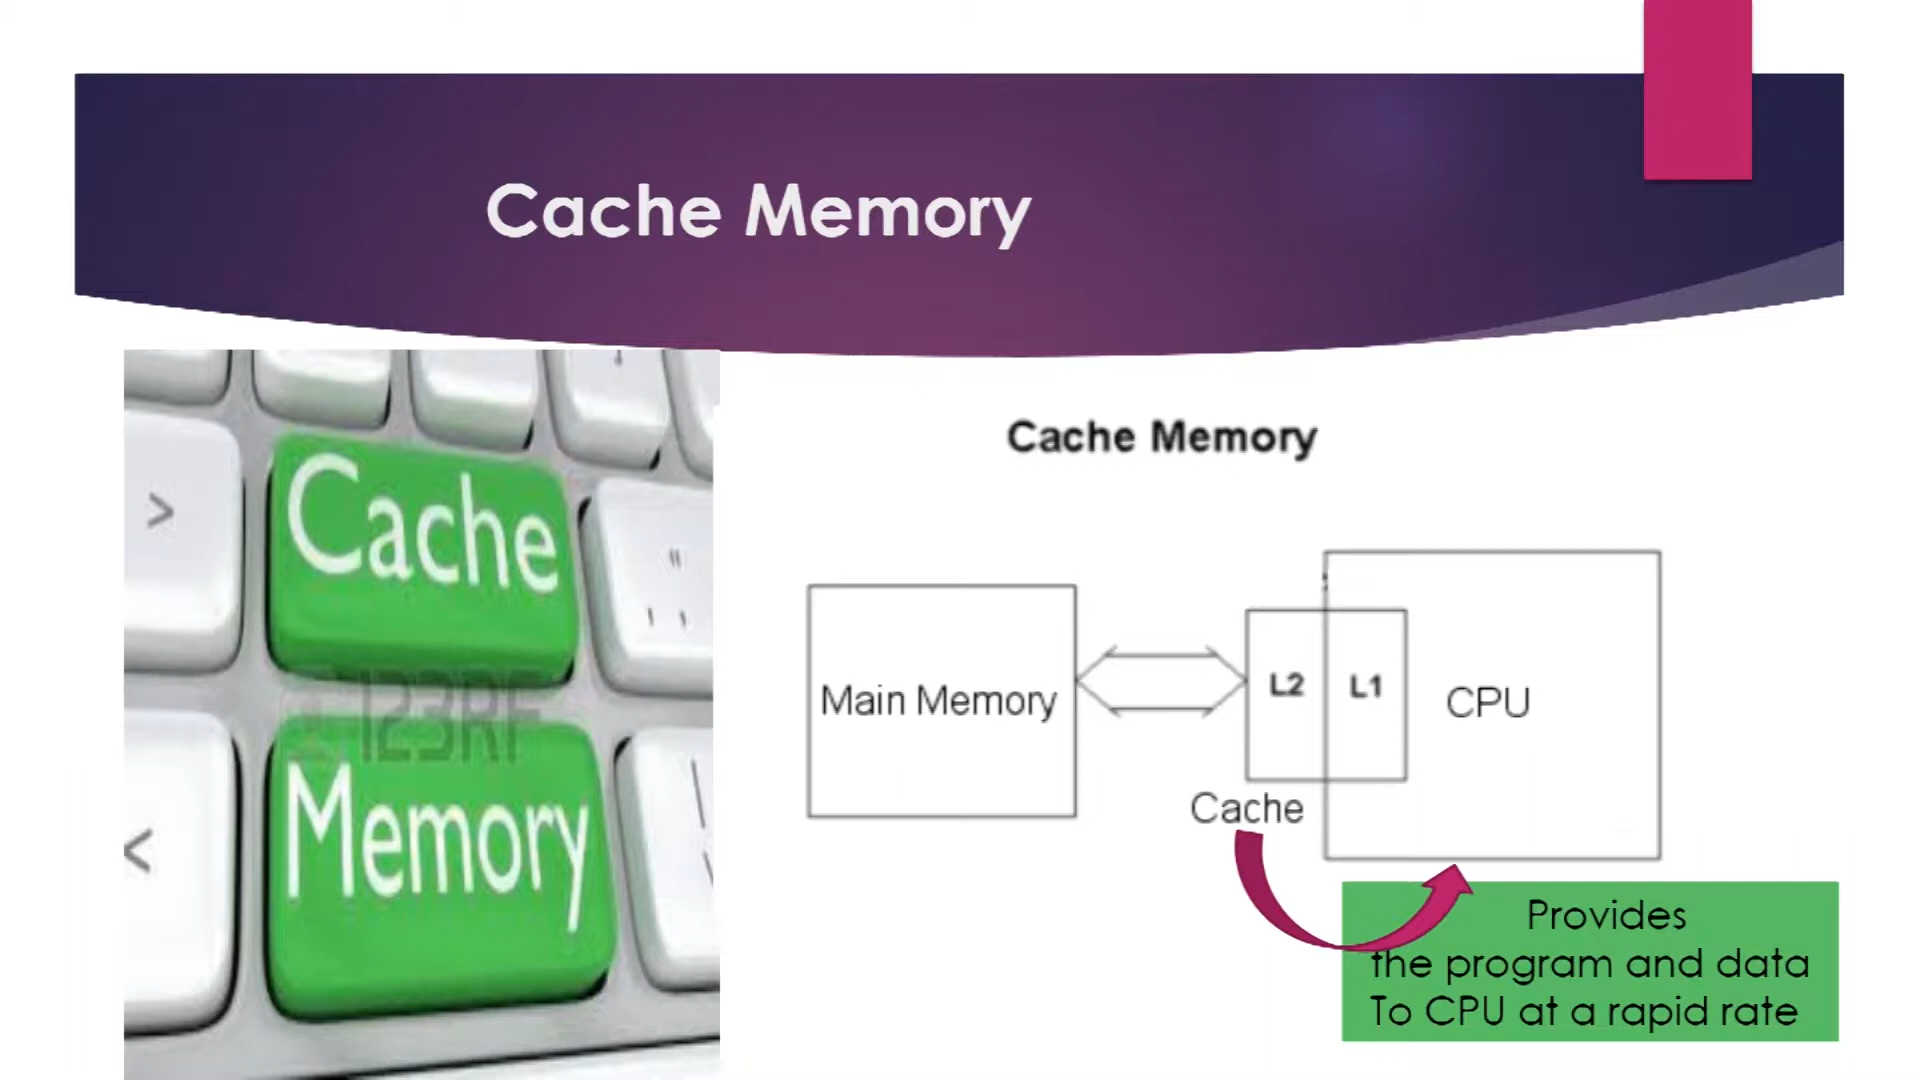 Cache Memory
Cache
Memory
123RF
>
<
"
Cache Memory
Main Memory
L2
L1
CPU
Cache
Provides
the program and data
To CPU at a rapid rate